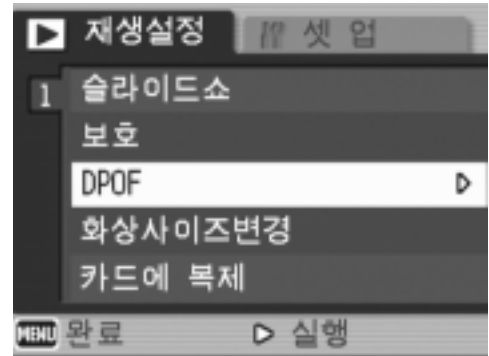 재생설정 셋 업
1 슬라이드쇼
보호
DPOF
화상사이즈변경
카드에 복제
MENU 완료 실행